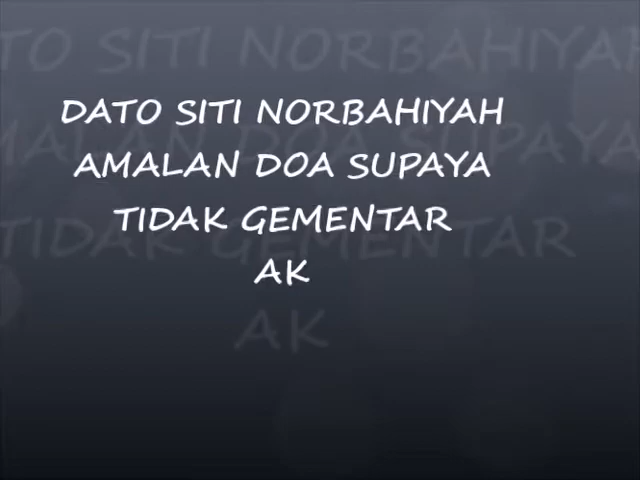 DATO SITI NORBAHIYAH
AMALAN DOA SUPAYA
TIDAK GEMENTAR
AK